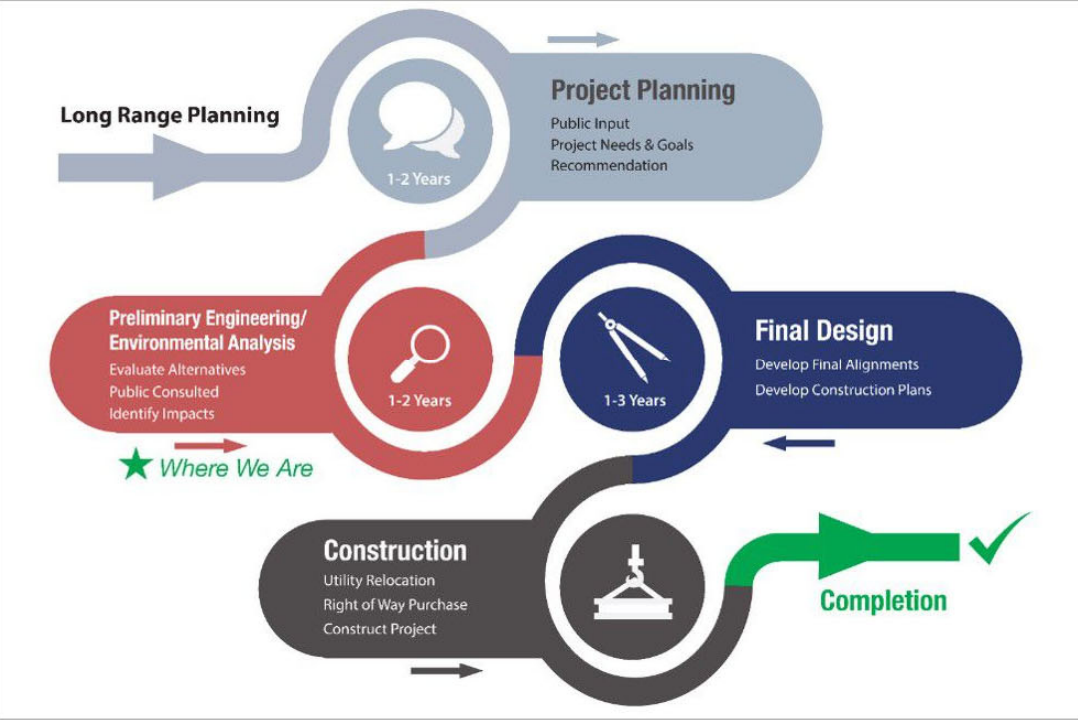 Long Range Planning
1-2 Years
Project Planning
Public Input
Project Needs & Goals
Recommendation
Preliminary Engineering/
Environmental Analysis
Evaluate Alternatives
Public Consulted
Identify Impacts
1-2 Years
Where We Are
1-3 Years
Final Design
Develop Final Alignments
Develop Construction Plans
Construction
Utility Relocation
Right of Way Purchase
Construct Project
Completion